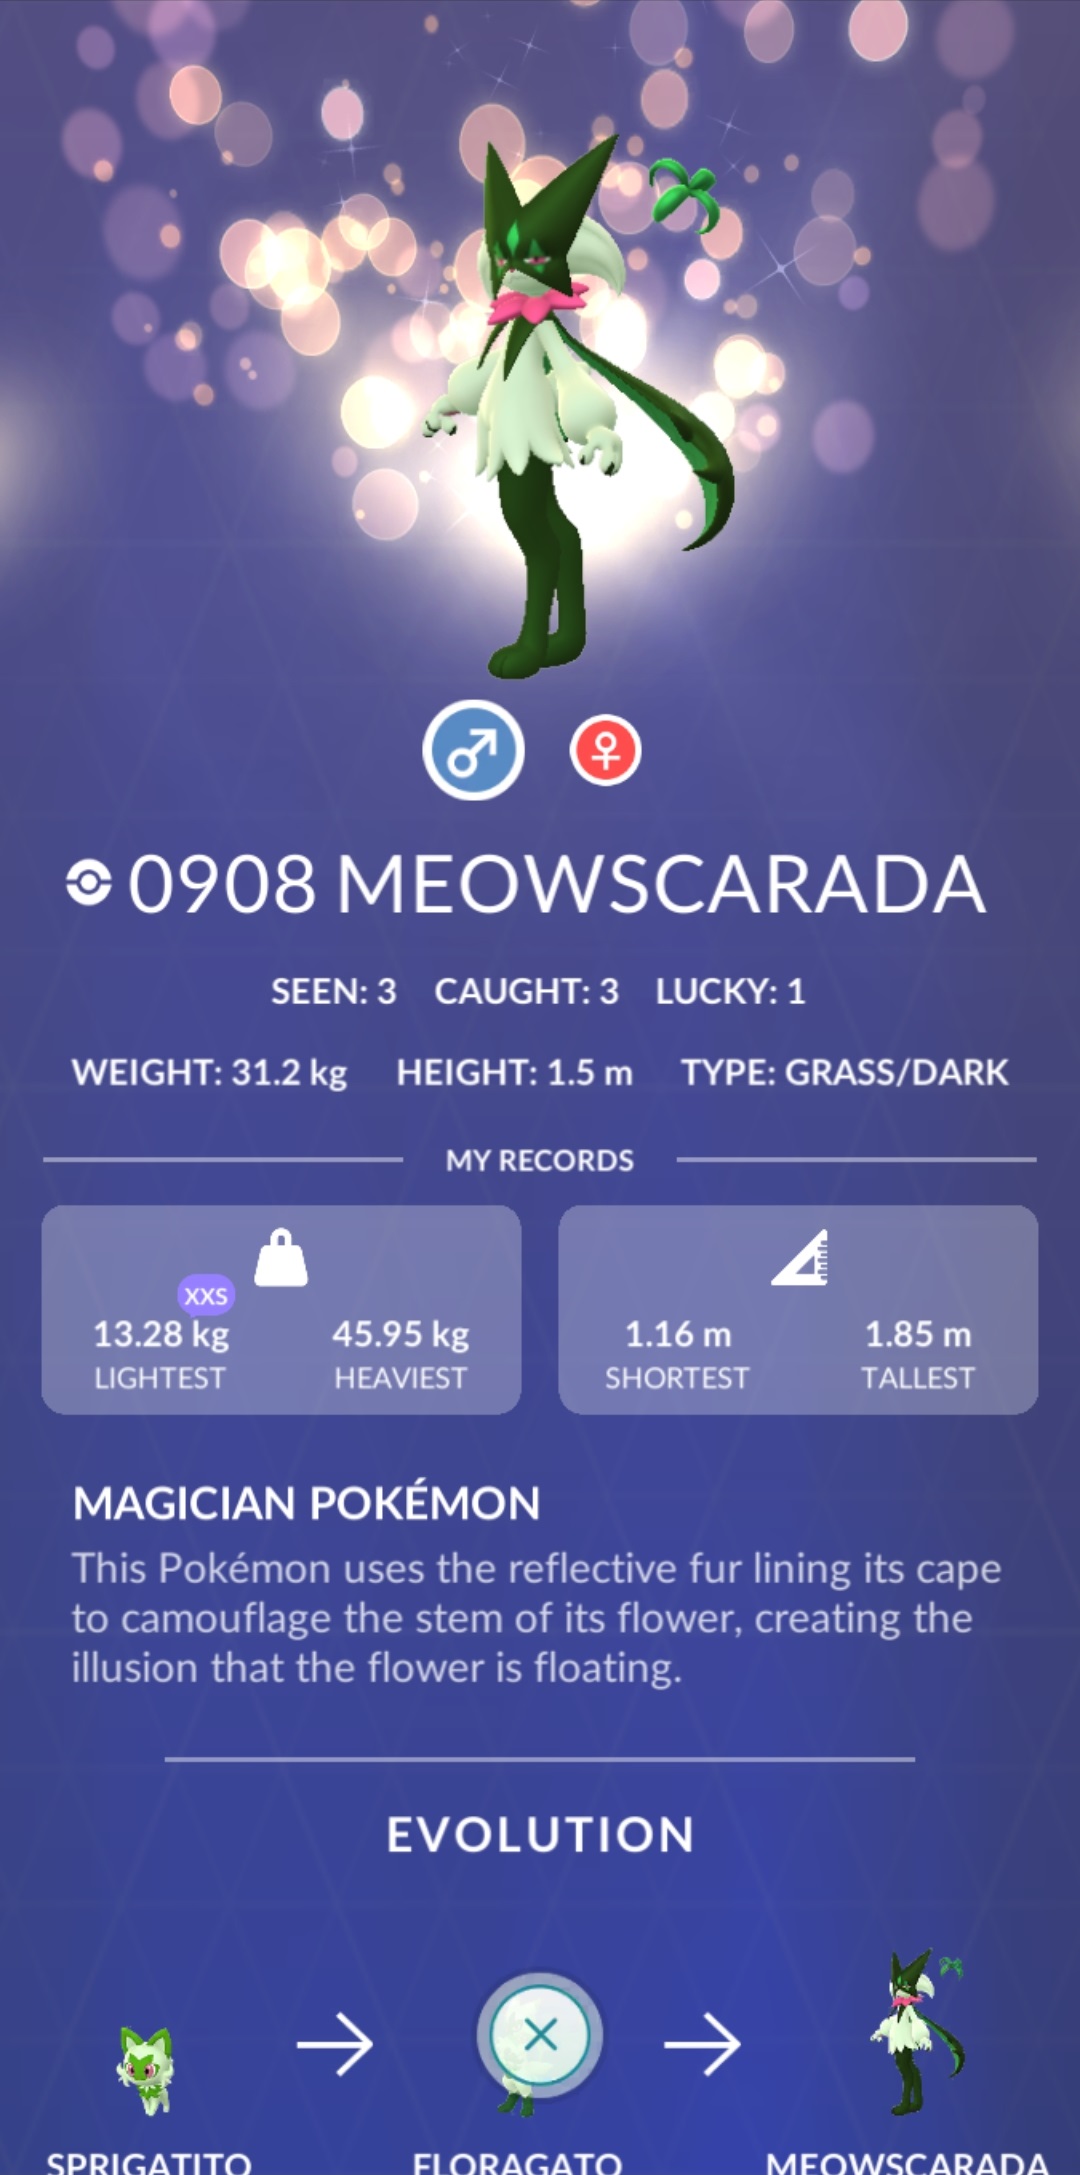 0908 MEOWSCARADA
SEEN: 3 CAUGHT: 3 LUCKY: 1
WEIGHT: 31.2 kg HEIGHT: 1.5 m TYPE: GRASS/DARK
MY RECORDS
XXS
13.28 kg 45.95 kg 1.16 m 1.85 m
LIGHTEST HEAVIEST SHORTEST TALLEST
MAGICIAN POKÉMON
This Pokémon uses the reflective fur lining its cape
to camouflage the stem of its flower, creating the
illusion that the flower is floating.
EVOLUTION
SPRIGATITO FLORAGATO MEOWSCARADA